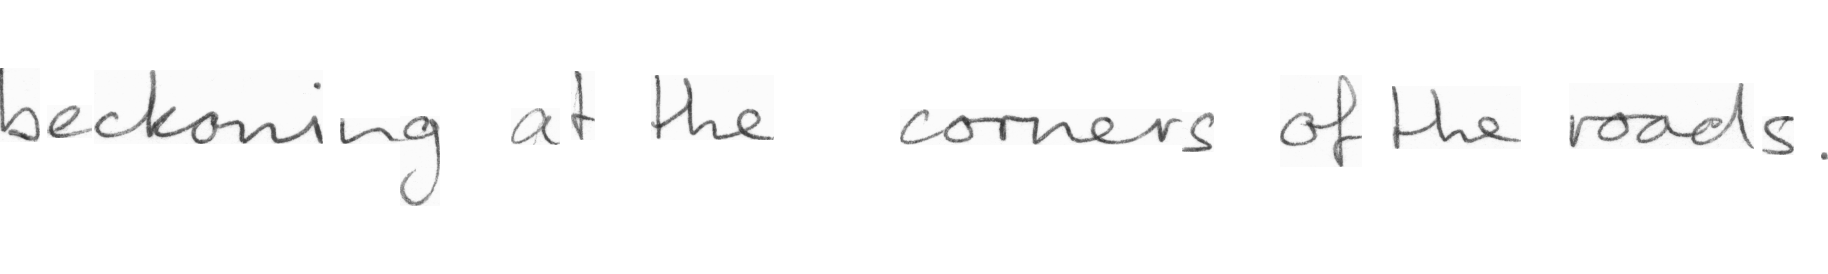 beckoning at the corners of the roads.